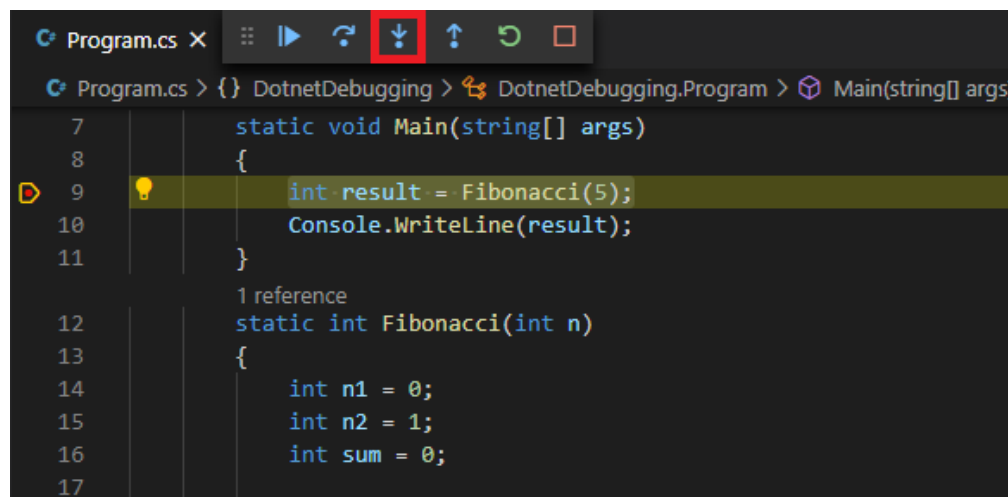 C# Program.cs ×
C# Program.cs > {} DotnetDebugging > DotnetDebugging.Program > Main(string[] args
7 static void Main(string[] args)
8 {
9 int result = Fibonacci(5);
10 Console.WriteLine(result);
11 }
1 reference
12 static int Fibonacci(int n)
13 {
14 int n1 = 0;
15 int n2 = 1;
16 int sum = 0;
17